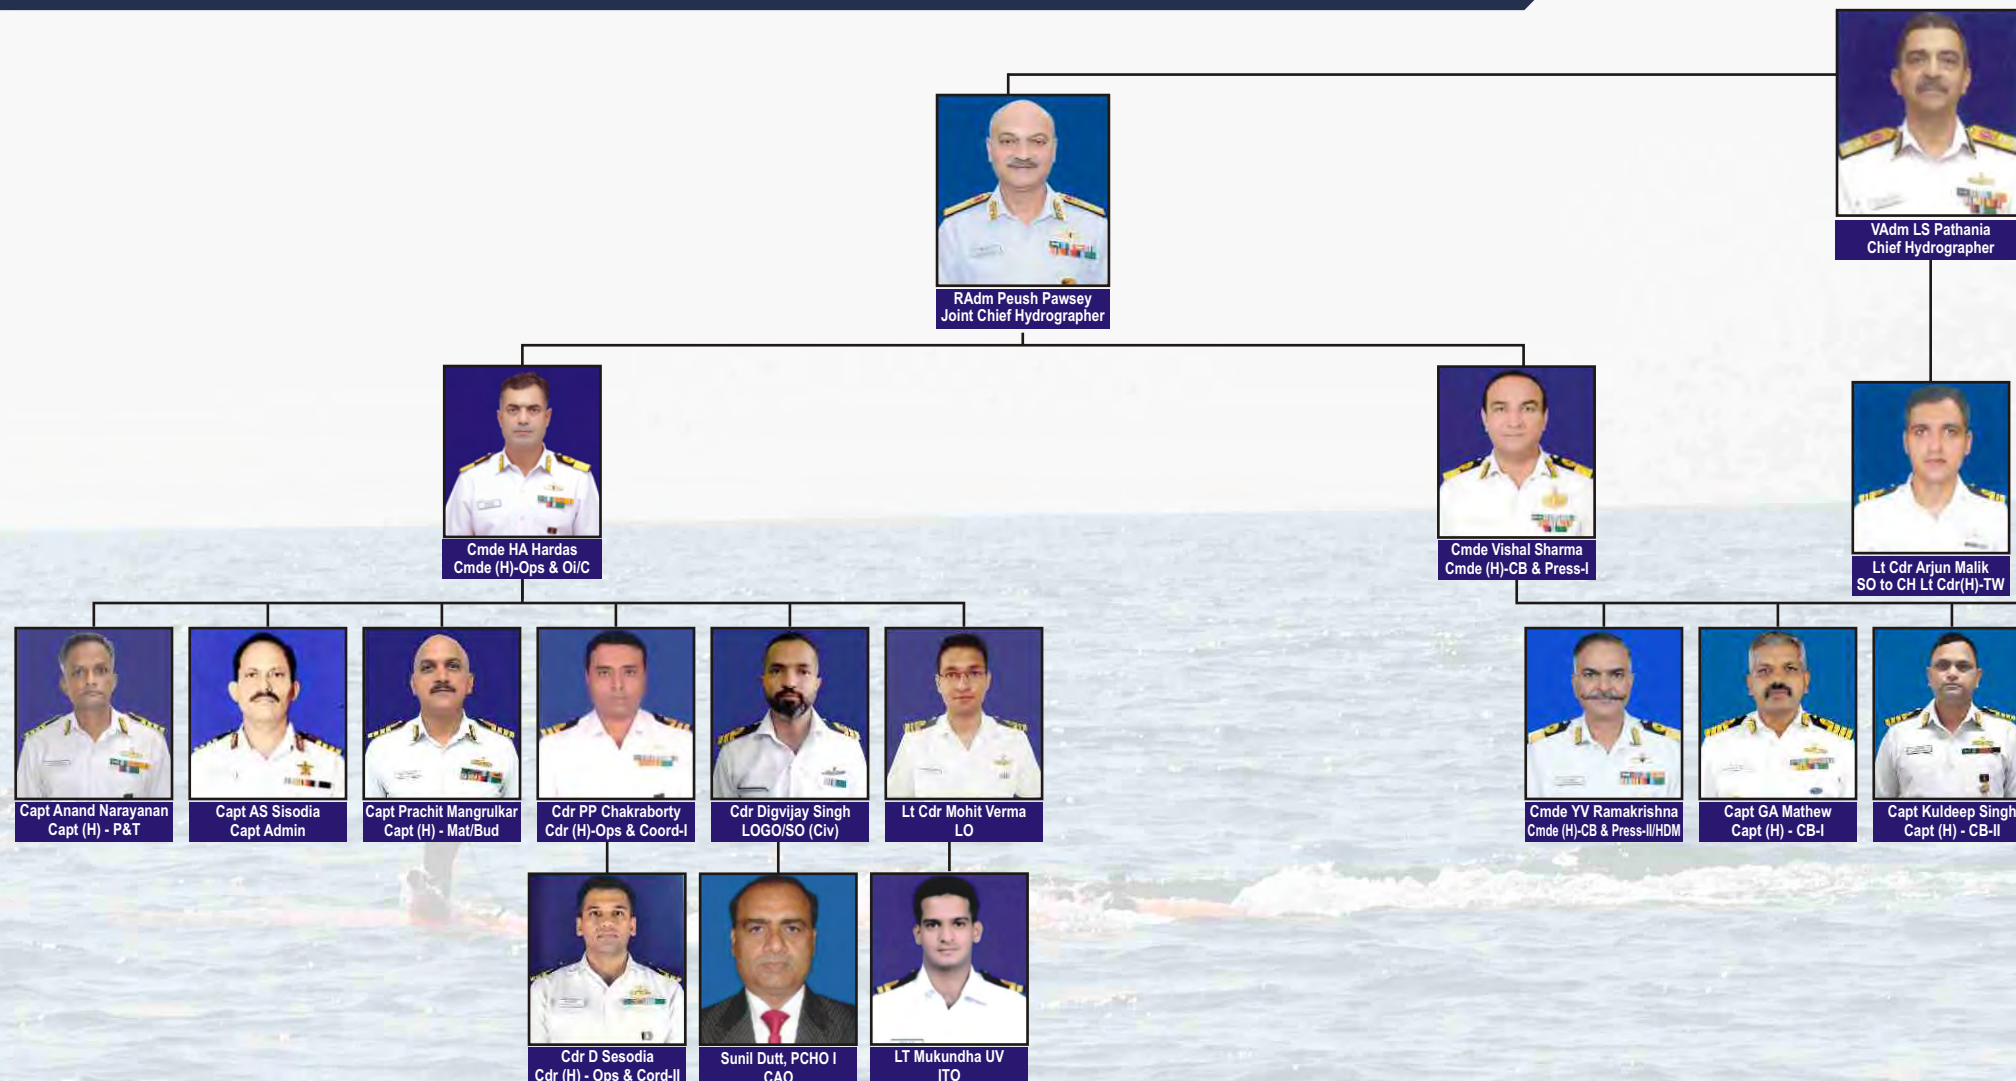 VAdm LS Pathania
Chief Hydrographer
RAdm Peush Pawsey
Joint Chief Hydrographer
Cmde HA Hardas
Cmde (H)-Ops & Oi/C
Cmde Vishal Sharma
Cmde (H)-CB & Press-I
Lt Cdr Arjun Malik
SO to CH Lt Cdr(H)-TW
Capt Anand Narayanan
Capt (H) - P&T
Capt AS Sisodia
Capt Admin
Capt Prachit Mangrulkar
Capt (H) - Mat/Bud
Cdr PP Chakraborty
Cdr (H)-Ops & Coord-I
Cdr Digvijay Singh
LOGO/SO (Civ)
Lt Cdr Mohit Verma
LO
Cmde YV Ramakrishna
Cmde (H)-CB & Press-II/HDM
Capt GA Mathew
Capt (H) - CB-I
Capt Kuldeep Singh
Capt (H) - CB-II
Cdr D Sesodia
Cdr (H) - Ops & Cord-II
Sunil Dutt, PCHO I
CAO
LT Mukundha UV
ITO